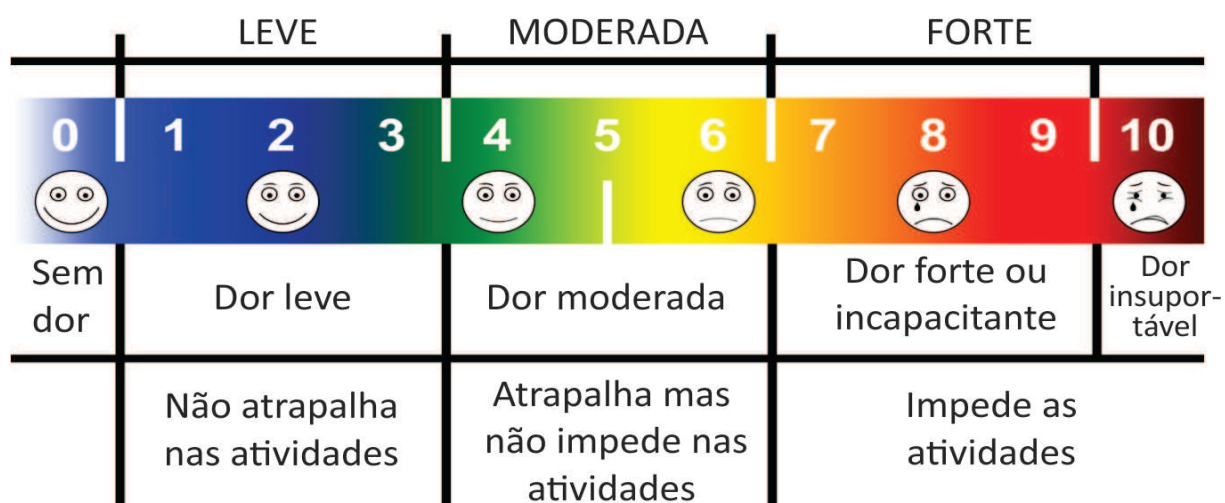 LEVE MODERADA FORTE
0 1 2 3 4 5 6 7 8 9 10
Sem
dor
Dor leve
Dor moderada
Dor forte ou
incapacitante
Dor
insupor-
tável
Não atrapalha
nas atividades
Atrapalha mas
não impede nas
atividades
Impede as
atividades